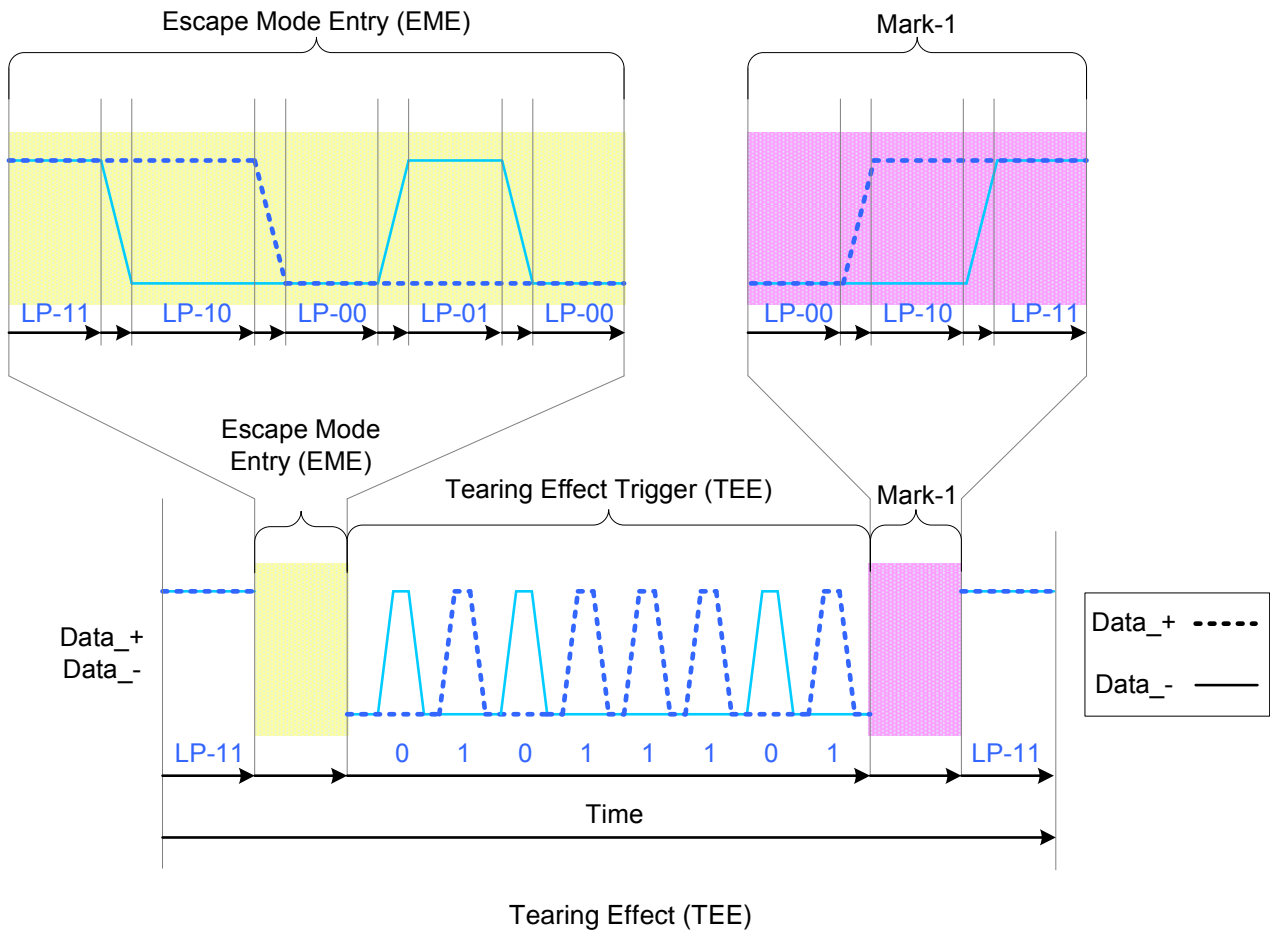 Escape Mode Entry (EME)
Mark-1
LP-11 LP-10 LP-00 LP-01 LP-00
LP-00 LP-10 LP-11
Escape Mode
Entry (EME)
Tearing Effect Trigger (TEE)
Mark-1
Data_+
Data_-
Data_+
Data_-
LP-11 0 1 0 1 1 1 0 1 LP-11
Time
Tearing Effect (TEE)